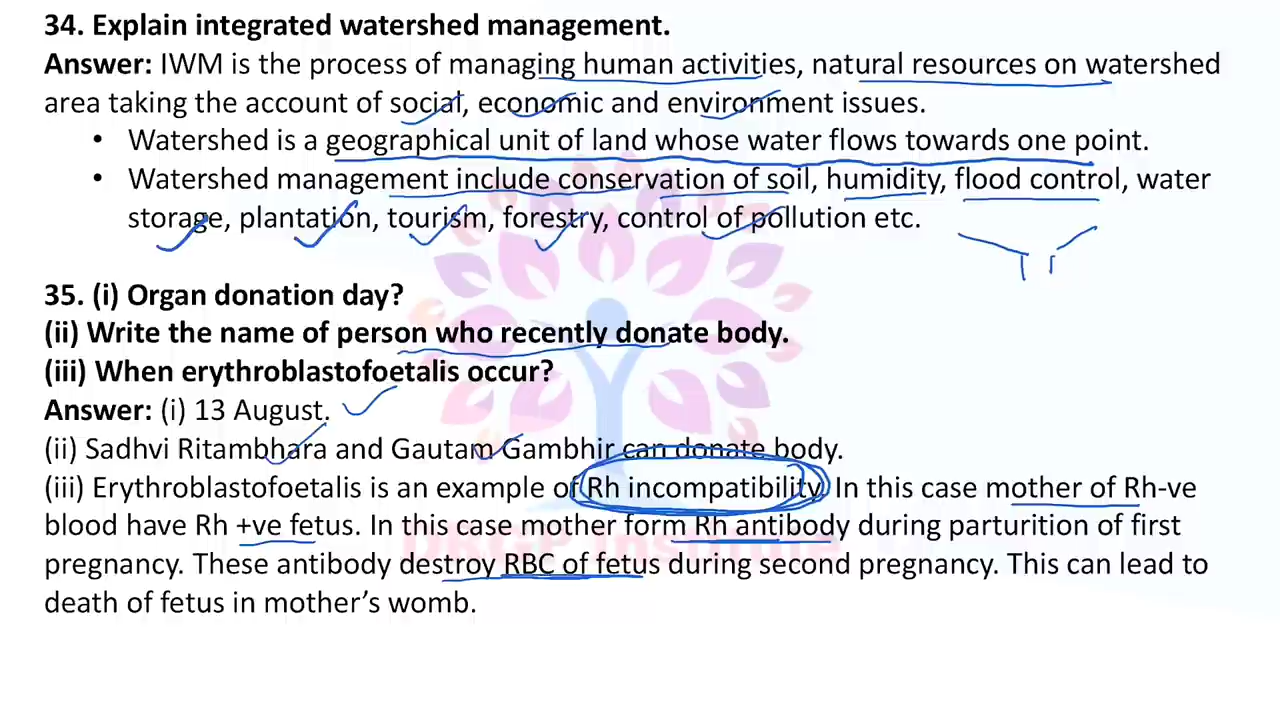 34. Explain integrated watershed management.
Answer: IWM is the process of managing human activities, natural resources on watershed
area taking the account of social, economic and environment issues.
• Watershed is a geographical unit of land whose water flows towards one point.
• Watershed management include conservation of soil, humidity, flood control, water
storage, plantation, tourism, forestry, control of pollution etc.
35. (i) Organ donation day?
(ii) Write the name of person who recently donate body.
(iii) When erythroblastofoetalis occur?
Answer: (i) 13 August.
(ii) Sadhvi Ritambhara and Gautam Gambhir can donate body.
(iii) Erythroblastofoetalis is an example of Rh incompatibility. In this case mother of Rh-ve
blood have Rh +ve fetus. In this case mother form Rh antibody during parturition of first
pregnancy. These antibody destroy RBC of fetus during second pregnancy. This can lead to
death of fetus in mother's womb.